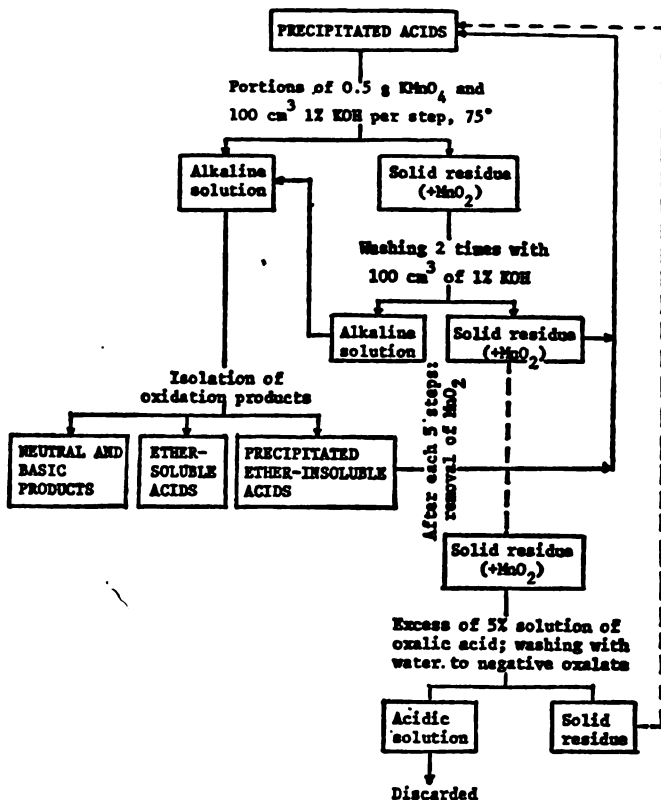 PRECIPITATED ACIDS
Portions of 0.5 g KMnO4 and
100 cm3 1% KOH per step, 75°
Alkaline
solution
Solid residue
(+MnO2)
Washing 2 times with
100 cm3 of 1% KOH
Alkaline
solution
Solid residue
(+MnO2)
Isolation of
oxidation products
NEUTRAL AND
BASIC
PRODUCTS
ETHER-
SOLUBLE
ACIDS
PRECIPITATED
ETHER-INSOLUBLE
ACIDS
After each 5 steps:
removal of MnO2
Solid residue
(+MnO2)
Excess of 5% solution of
oxalic acid; washing with
water to negative oxalate
Acidic
solution
Solid
residue
Discarded